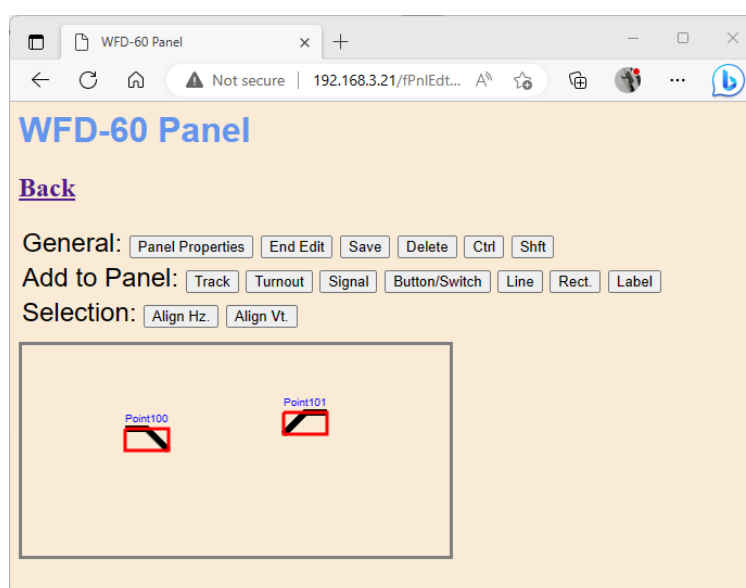 WFD-60 Panel
Not secure 192.168.3.21/fPnlEdt...
WFD-60 Panel
Back
General: Panel Properties End Edit Save Delete Ctrl Shft
Add to Panel: Track Turnout Signal Button/Switch Line Rect. Label
Selection: Align Hz. Align Vt.
Point101
Point100